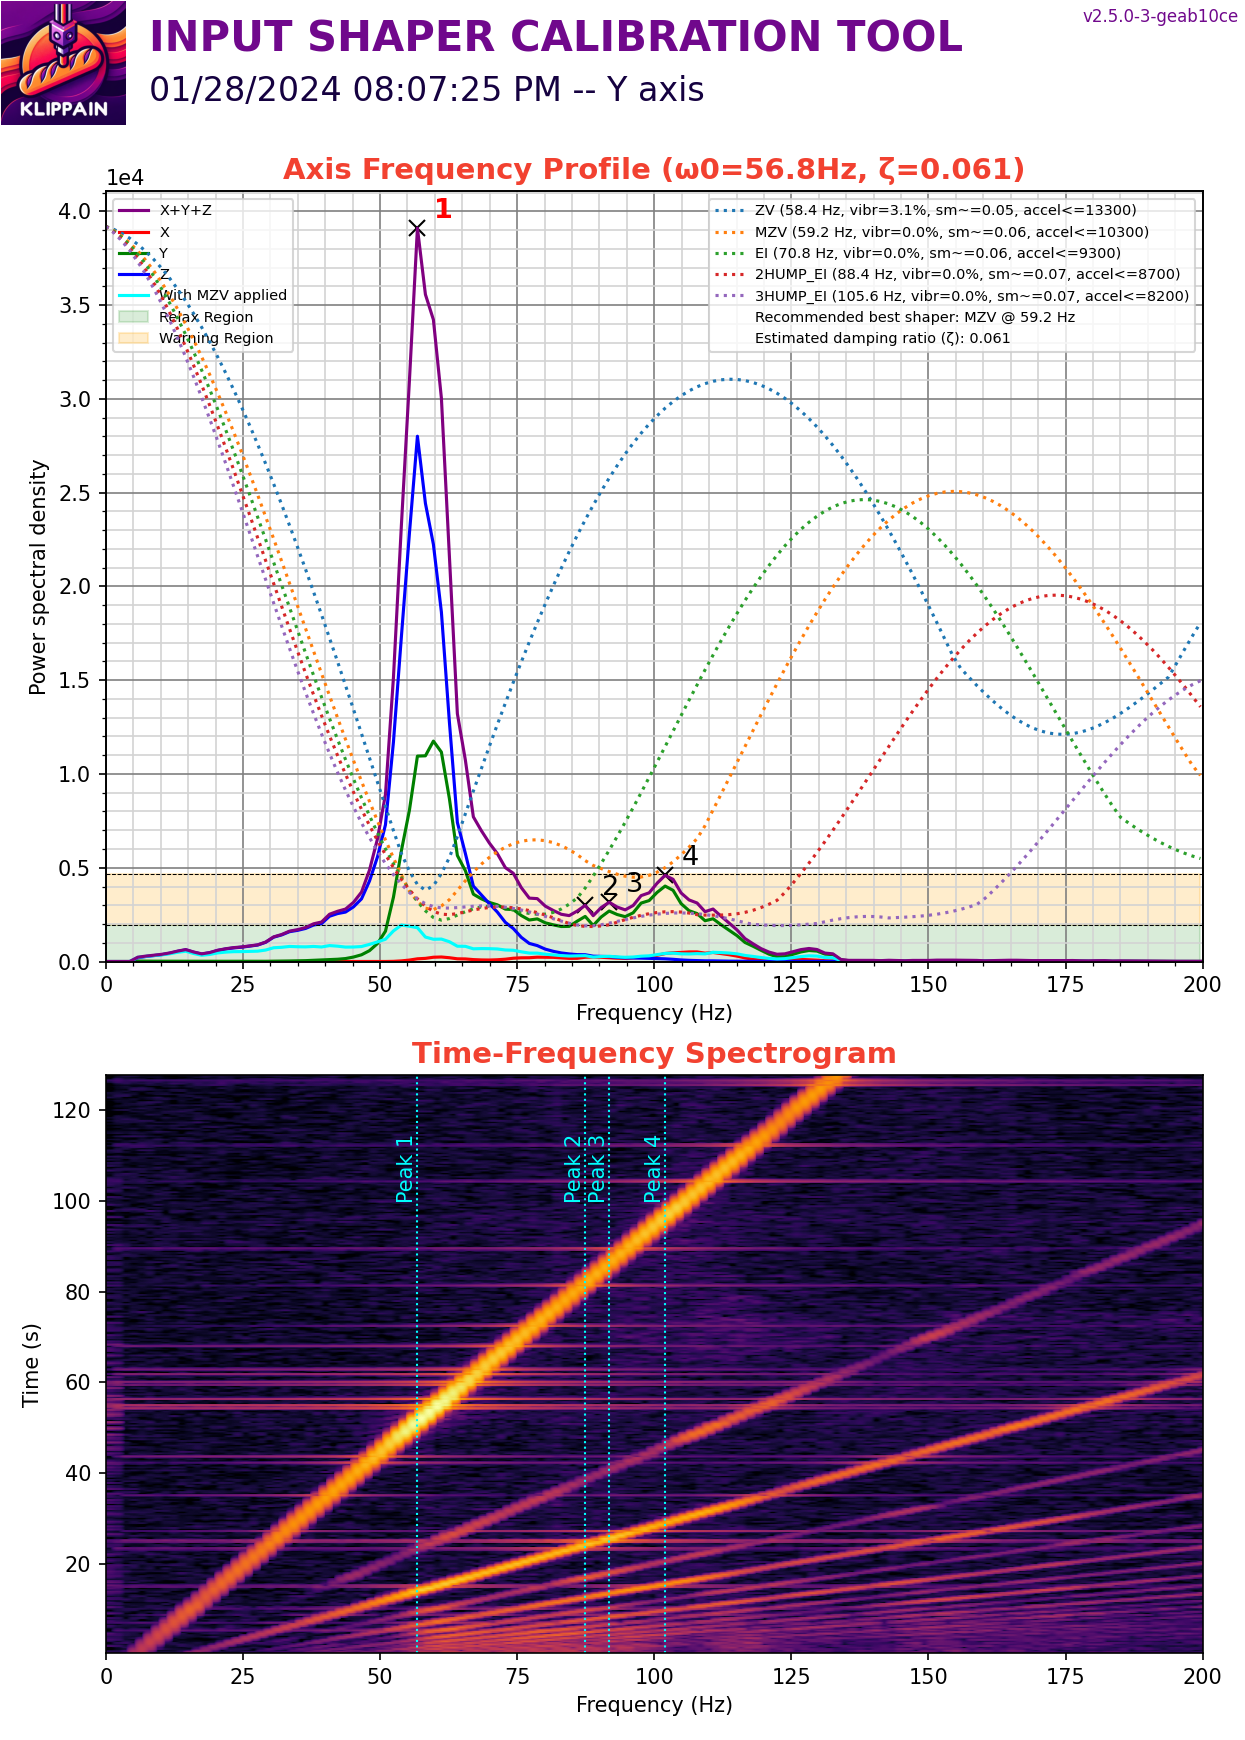 v2.5.0-3-geab10ce
INPUT SHAPER CALIBRATION TOOL
01/28/2024 08:07:25 PM -- Y axis
KLIPPAIN
Axis Frequency Profile (ω0=56.8Hz, ζ=0.061)
1e4
X+Y+Z
X
Y
Z
With MZV applied
Relax Region
Warning Region
ZV (58.4 Hz, vibr=3.1%, sm~=0.05, accel<=13300)
MZV (59.2 Hz, vibr=0.0%, sm~=0.06, accel<=10300)
EI (70.8 Hz, vibr=0.0%, sm~=0.06, accel<=9300)
2HUMP_EI (88.4 Hz, vibr=0.0%, sm~=0.07, accel<=8700)
3HUMP_EI (105.6 Hz, vibr=0.0%, sm~=0.07, accel<=8200)
Recommended best shaper: MZV @ 59.2 Hz
Estimated damping ratio (ζ): 0.061
1
2
3
4
4.0
3.5
3.0
2.5
2.0
1.5
1.0
0.5
0.0
Power spectral density
0 25 50 75 100 125 150 175 200
Frequency (Hz)
Time-Frequency Spectrogram
Peak 1
Peak 2
Peak 3
Peak 4
120
100
80
60
40
20
Time (s)
0 25 50 75 100 125 150 175 200
Frequency (Hz)